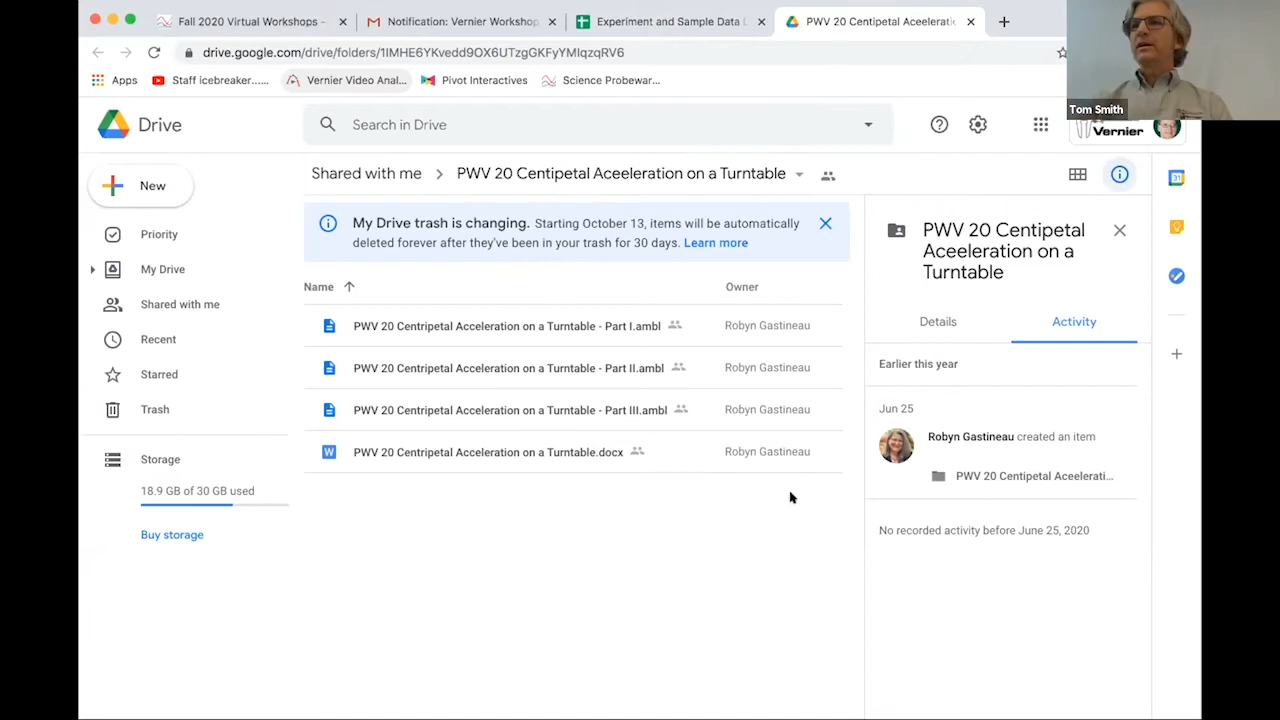 Fall 2020 Virtual Workshops -
Notification: Vernier Workshop
Experiment and Sample Data
PWV 20 Centipetal Aceelerati
drive.google.com/drive/folders/1IMHE6YKvedd9OX6UTzgGKFyYMIqzqRV6
Apps
Staff icebreaker......
Vernier Video Anal...
Pivot Interactives
Science Probewar...
Tom Smith
Drive
Search in Drive
Vernier
New
Shared with me
PWV 20 Centipetal Aceeleration on a Turntable
My Drive trash is changing. Starting October 13, items will be automatically
deleted forever after they've been in your trash for 30 days. Learn more
Priority
My Drive
Shared with me
Recent
Starred
Trash
Storage
18.9 GB of 30 GB used
Buy storage
Name
Owner
PWV 20 Centripetal Acceleration on a Turntable - Part I.ambl
Robyn Gastineau
PWV 20 Centripetal Acceleration on a Turntable - Part II.ambl
Robyn Gastineau
PWV 20 Centripetal Acceleration on a Turntable - Part III.ambl
Robyn Gastineau
W
PWV 20 Centripetal Acceleration on a Turntable.docx
Robyn Gastineau
PWV 20 Centipetal
Aceeleration on a
Turntable
Details
Activity
Earlier this year
Jun 25
Robyn Gastineau created an item
PWV 20 Centipetal Aceelerati...
No recorded activity before June 25, 2020
31